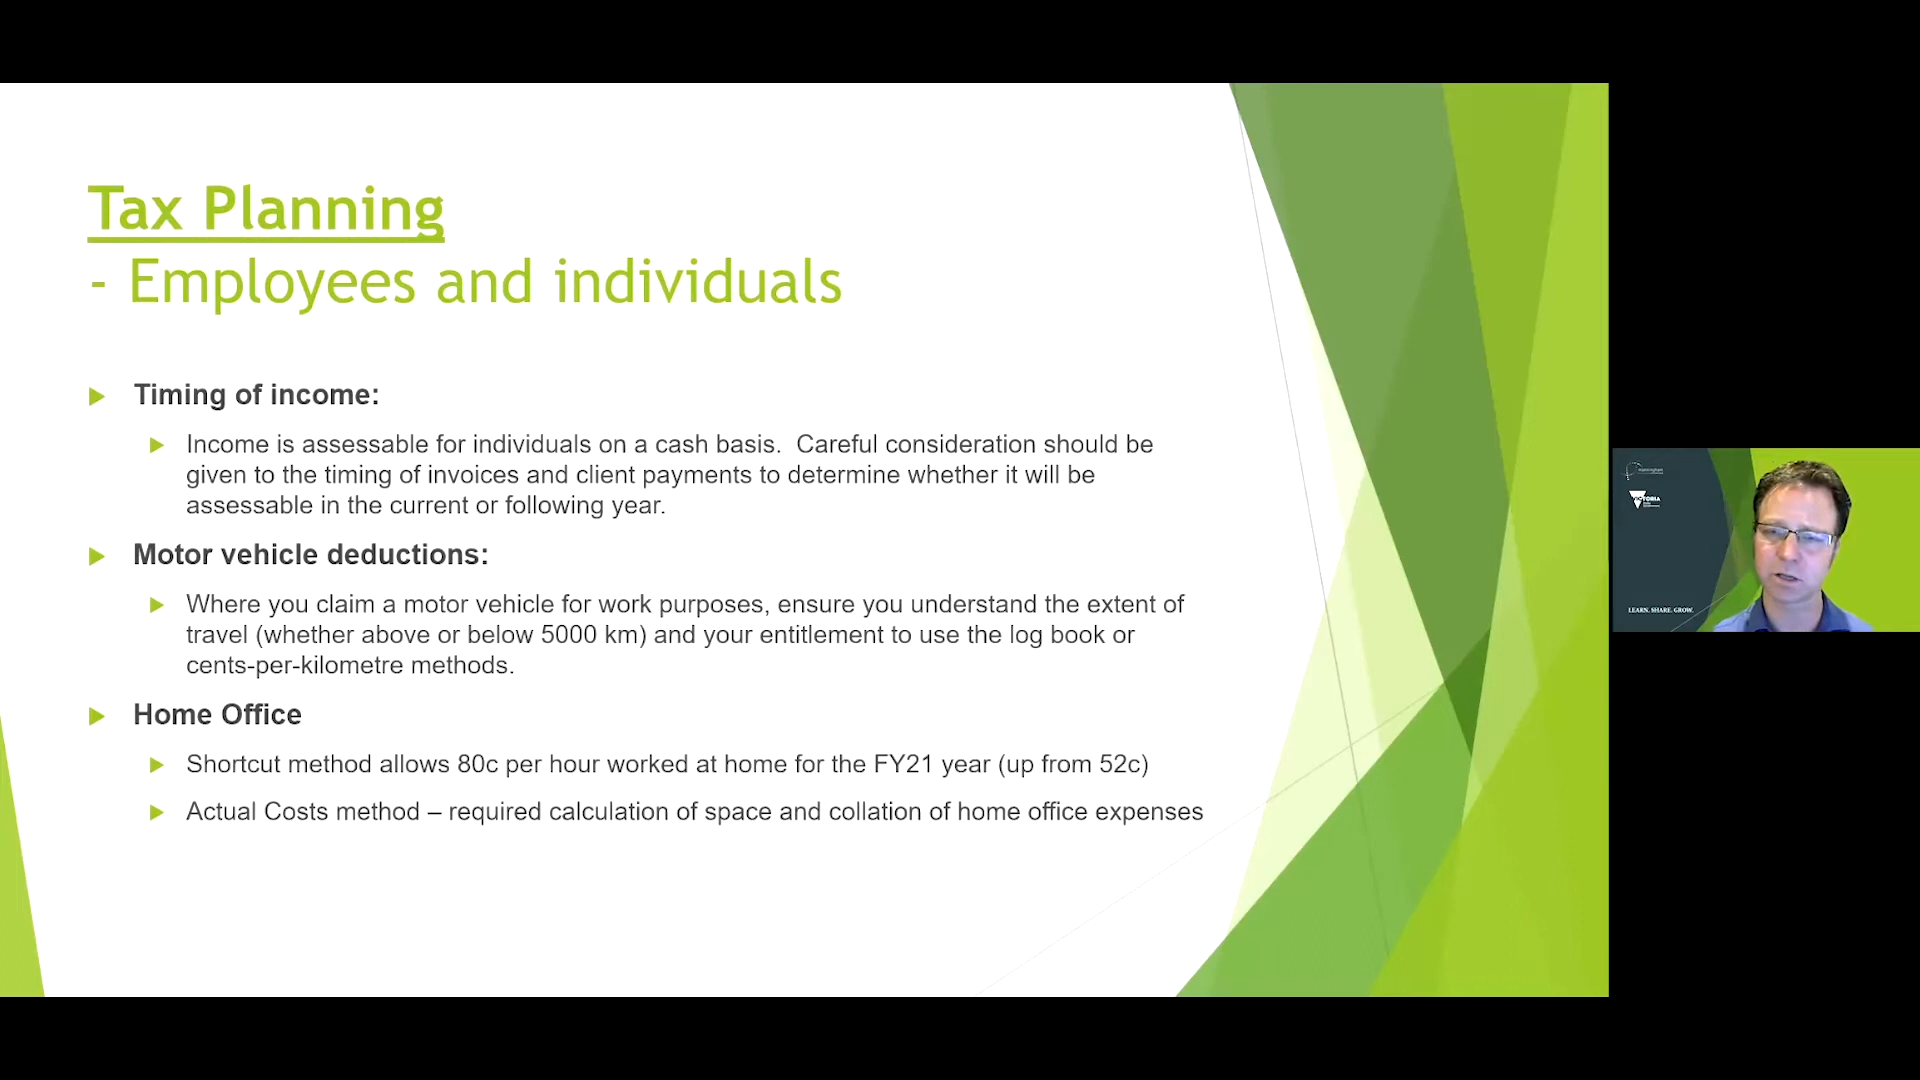 Tax Planning
- Employees and individuals
Timing of income:
Income is assessable for individuals on a cash basis.  Careful consideration should be
given to the timing of invoices and client payments to determine whether it will be
assessable in the current or following year.
Motor vehicle deductions:
Where you claim a motor vehicle for work purposes, ensure you understand the extent of
travel (whether above or below 5000 km) and your entitlement to use the log book or
cents-per-kilometre methods.
Home Office
Shortcut method allows 80c per hour worked at home for the FY21 year (up from 52c)
Actual Costs method – required calculation of space and collation of home office expenses
VICTORIA
LEARN. SHARE. GROW.